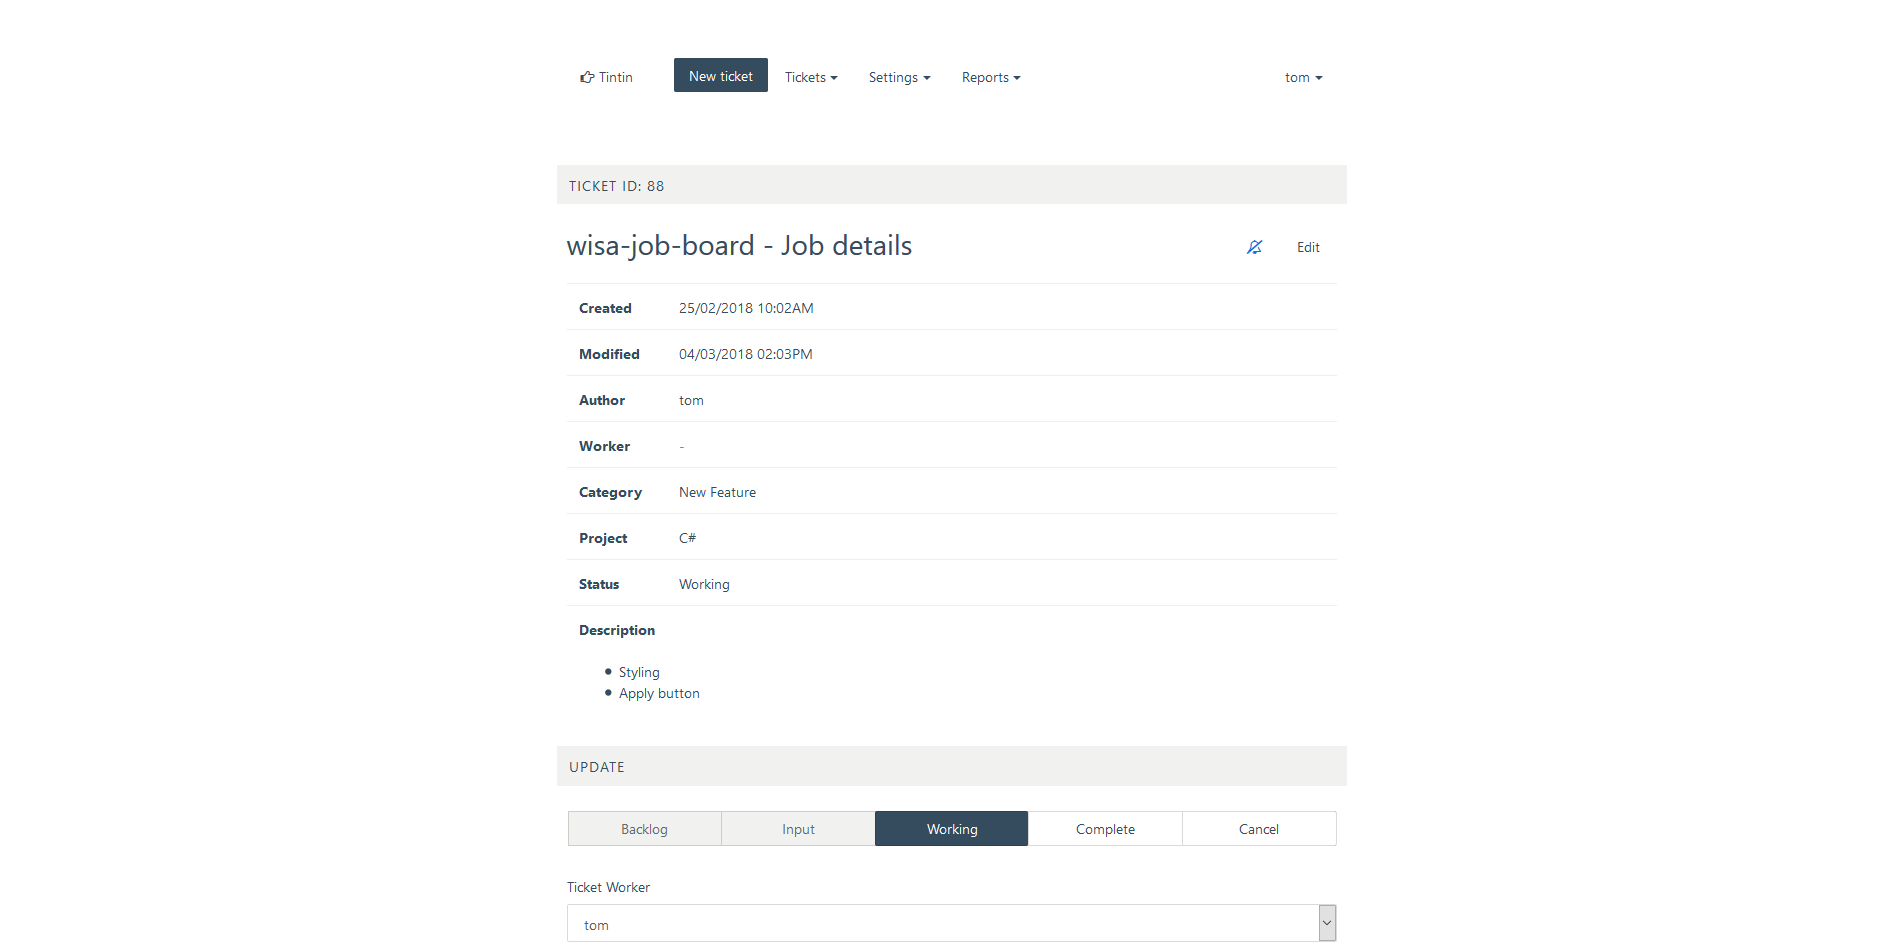 Tintin New ticket Tickets Settings Reports tom
TICKET ID: 88
wisa-job-board - Job details Edit
Created 25/02/2018 10:02AM
Modified 04/03/2018 02:03PM
Author tom
Worker -
Category New Feature
Project C#
Status Working
Description
• Styling
• Apply button
UPDATE
Backlog Input Working Complete Cancel
Ticket Worker
tom